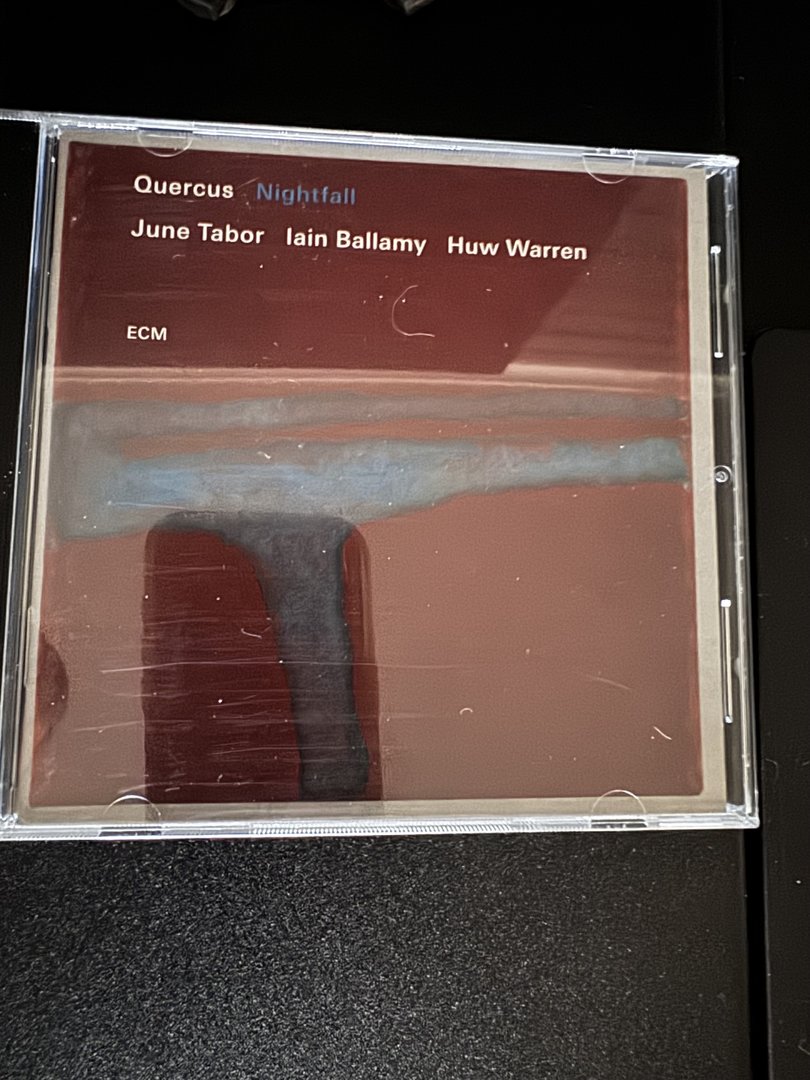 Quercus Nightfall
June Tabor Iain Ballamy Huw Warren
ECM